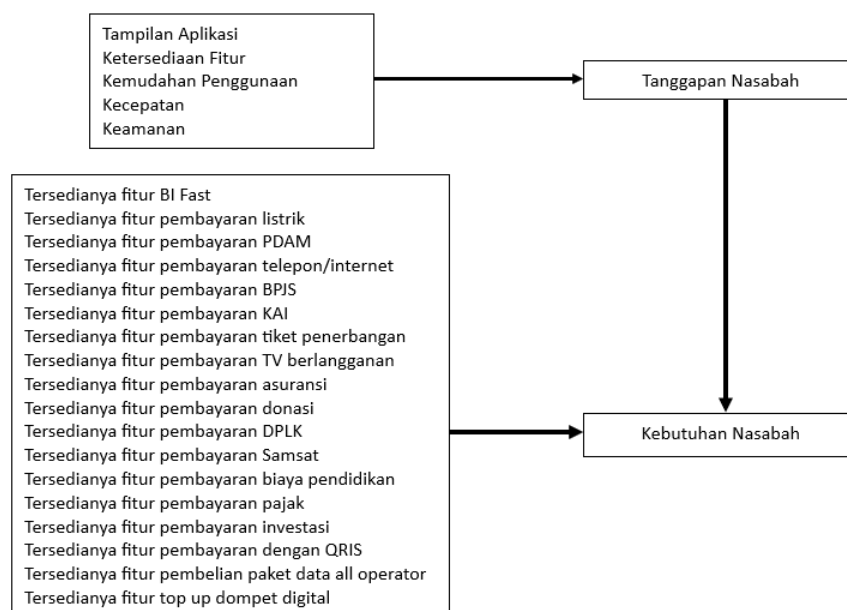 Tampilan Aplikasi
Ketersediaan Fitur
Kemudahan Penggunaan
Kecepatan
Keamanan
Tanggapan Nasabah
Tersedianya fitur BI Fast
Tersedianya fitur pembayaran listrik
Tersedianya fitur pembayaran PDAM
Tersedianya fitur pembayaran telepon/internet
Tersedianya fitur pembayaran BPJS
Tersedianya fitur pembayaran KAI
Tersedianya fitur pembayaran tiket penerbangan
Tersedianya fitur pembayaran TV berlangganan
Tersedianya fitur pembayaran asuransi
Tersedianya fitur pembayaran donasi
Tersedianya fitur pembayaran DPLK
Tersedianya fitur pembayaran Samsat
Tersedianya fitur pembayaran biaya pendidikan
Tersedianya fitur pembayaran pajak
Tersedianya fitur pembayaran investasi
Tersedianya fitur pembayaran dengan QRIS
Tersedianya fitur pembelian paket data all operator
Tersedianya fitur top up dompet digital
Kebutuhan Nasabah